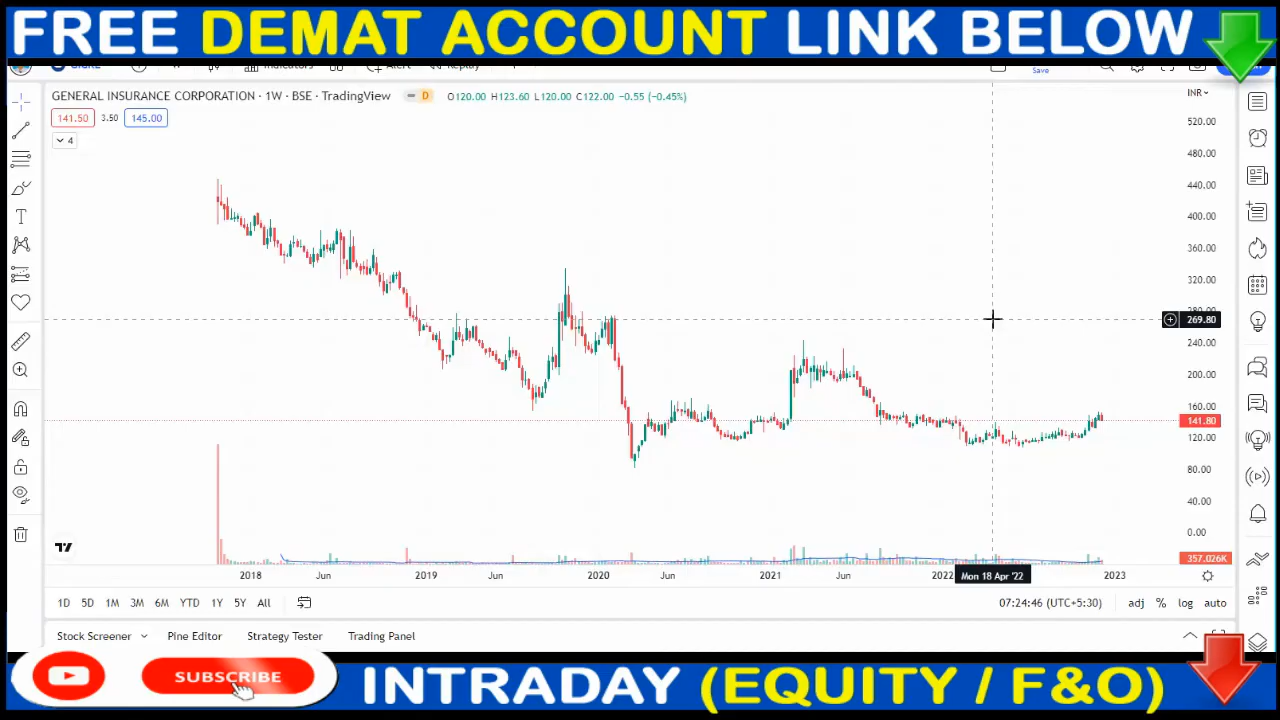 FREE DEMAT ACCOUNT LINK BELOW
Indicators Alert Replay Save
GENERAL INSURANCE CORPORATION · 1W · BSE · TradingView O120.00 H123.60 L120.00 C122.00 -0.55 (-0.45%) INR
D
141.50 3.50 145.00
4
520.00
480.00
440.00
400.00
360.00
320.00
269.80
240.00
200.00
160.00
141.80
120.00
80.00
40.00
0.00
357.026K
2018 Jun 2019 Jun 2020 Jun 2021 Jun 2022 Mon 18 Apr '22 2023
1D 5D 1M 3M 6M YTD 1Y 5Y All 07:24:46 (UTC+5:30) adj % log auto
Stock Screener Pine Editor Strategy Tester Trading Panel
SUBSCRIBE
INTRADAY (EQUITY / F&O)